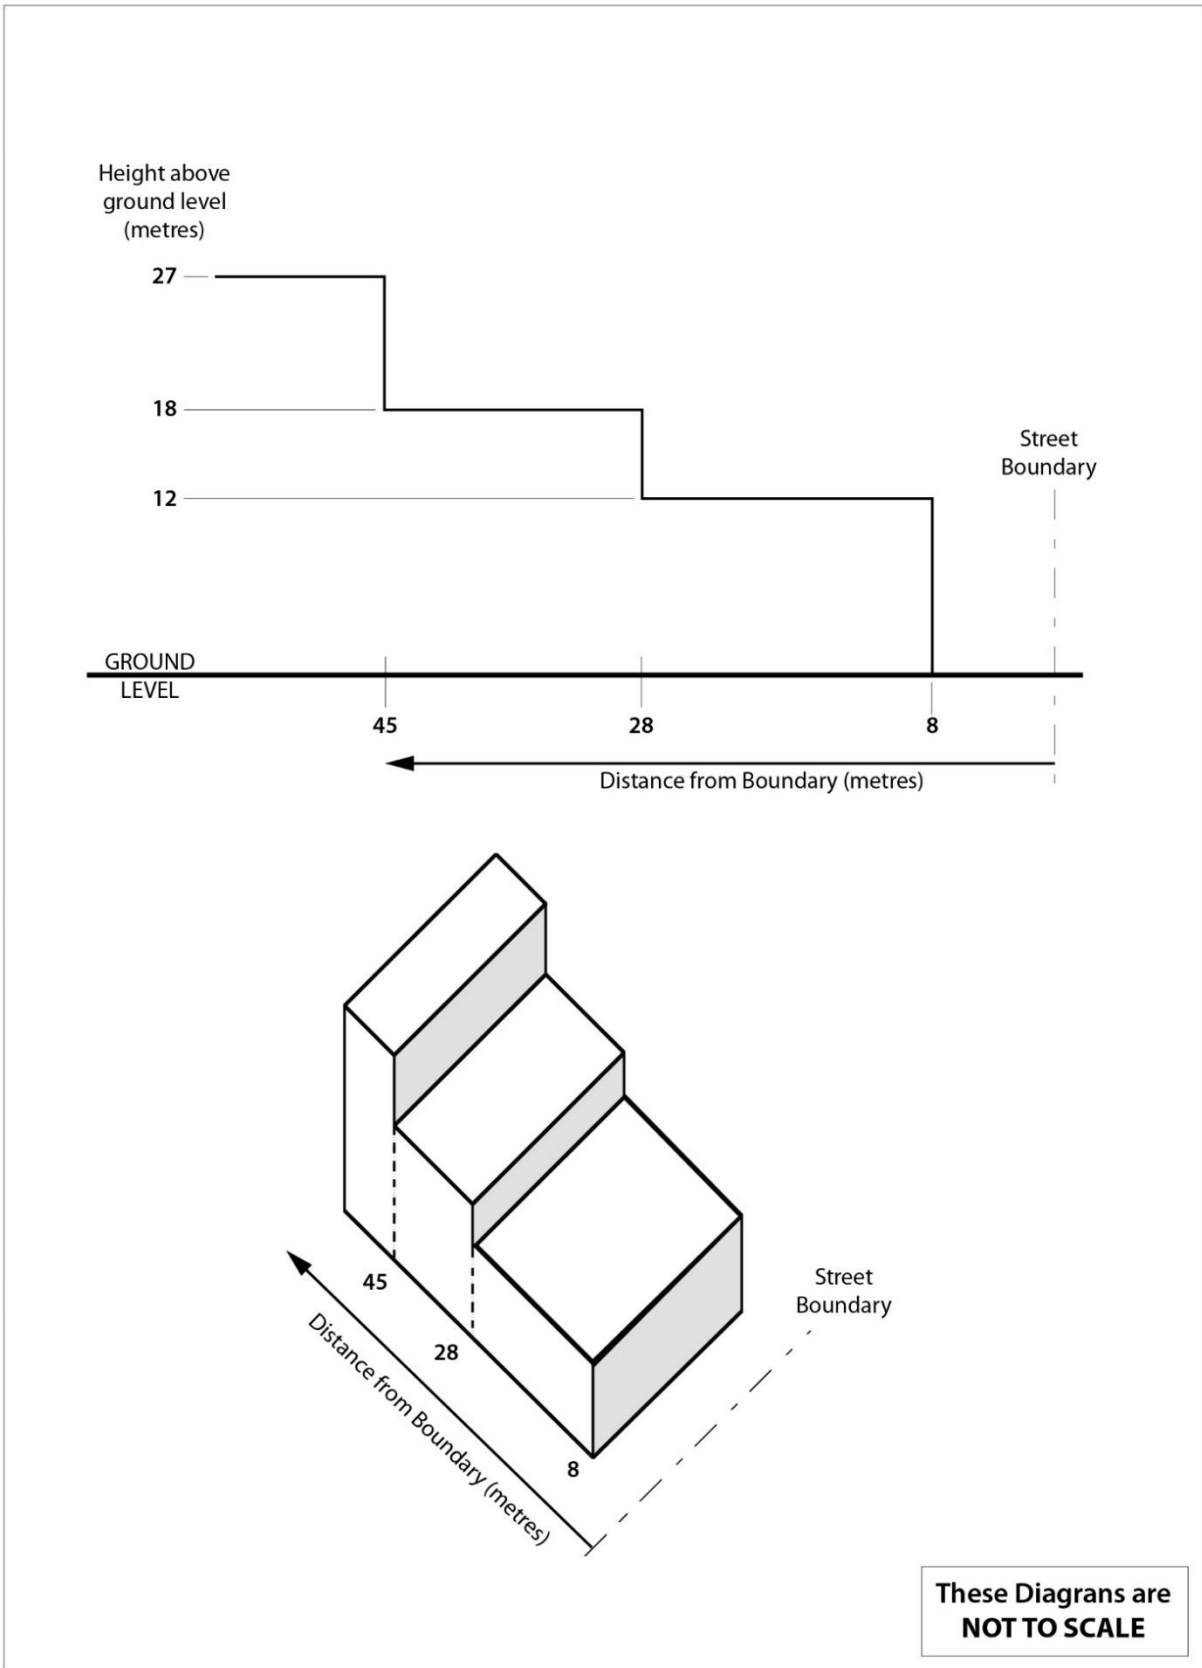 Height above
ground level
(metres)
27
18
12
Street
Boundary
GROUND
LEVEL
45
28
8
Distance from Boundary (metres)
45
28
8
Distance from Boundary (metres)
Street
Boundary
These Diagrans are
NOT TO SCALE